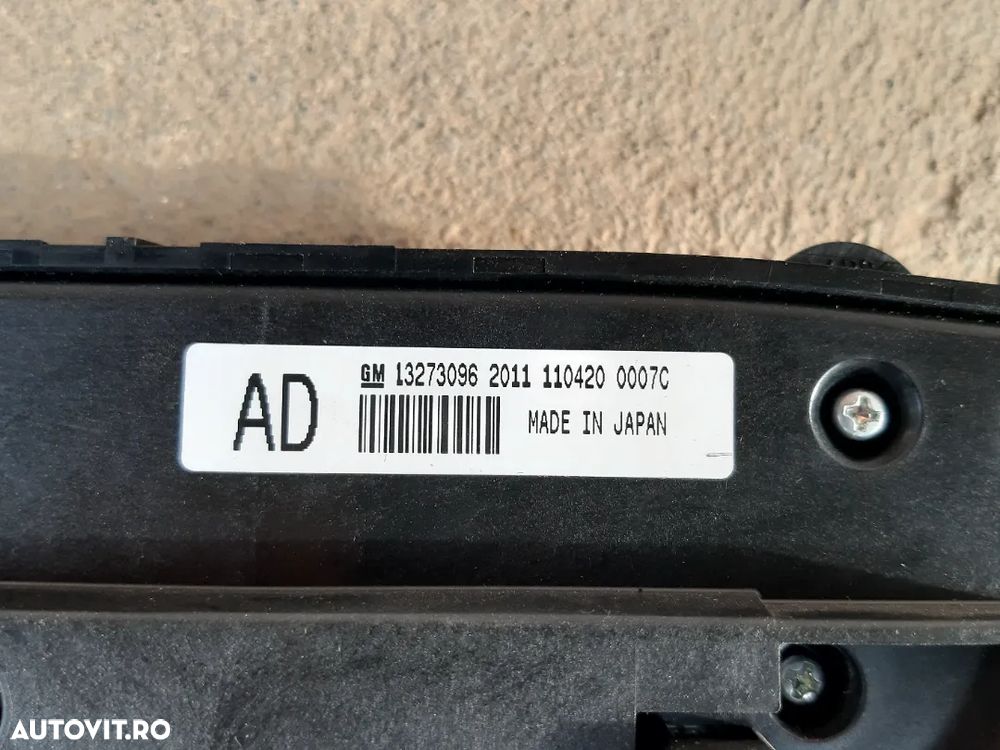 AD
GM 13273096 2011 110420 0007C
MADE IN JAPAN
AUTOVIT.RO